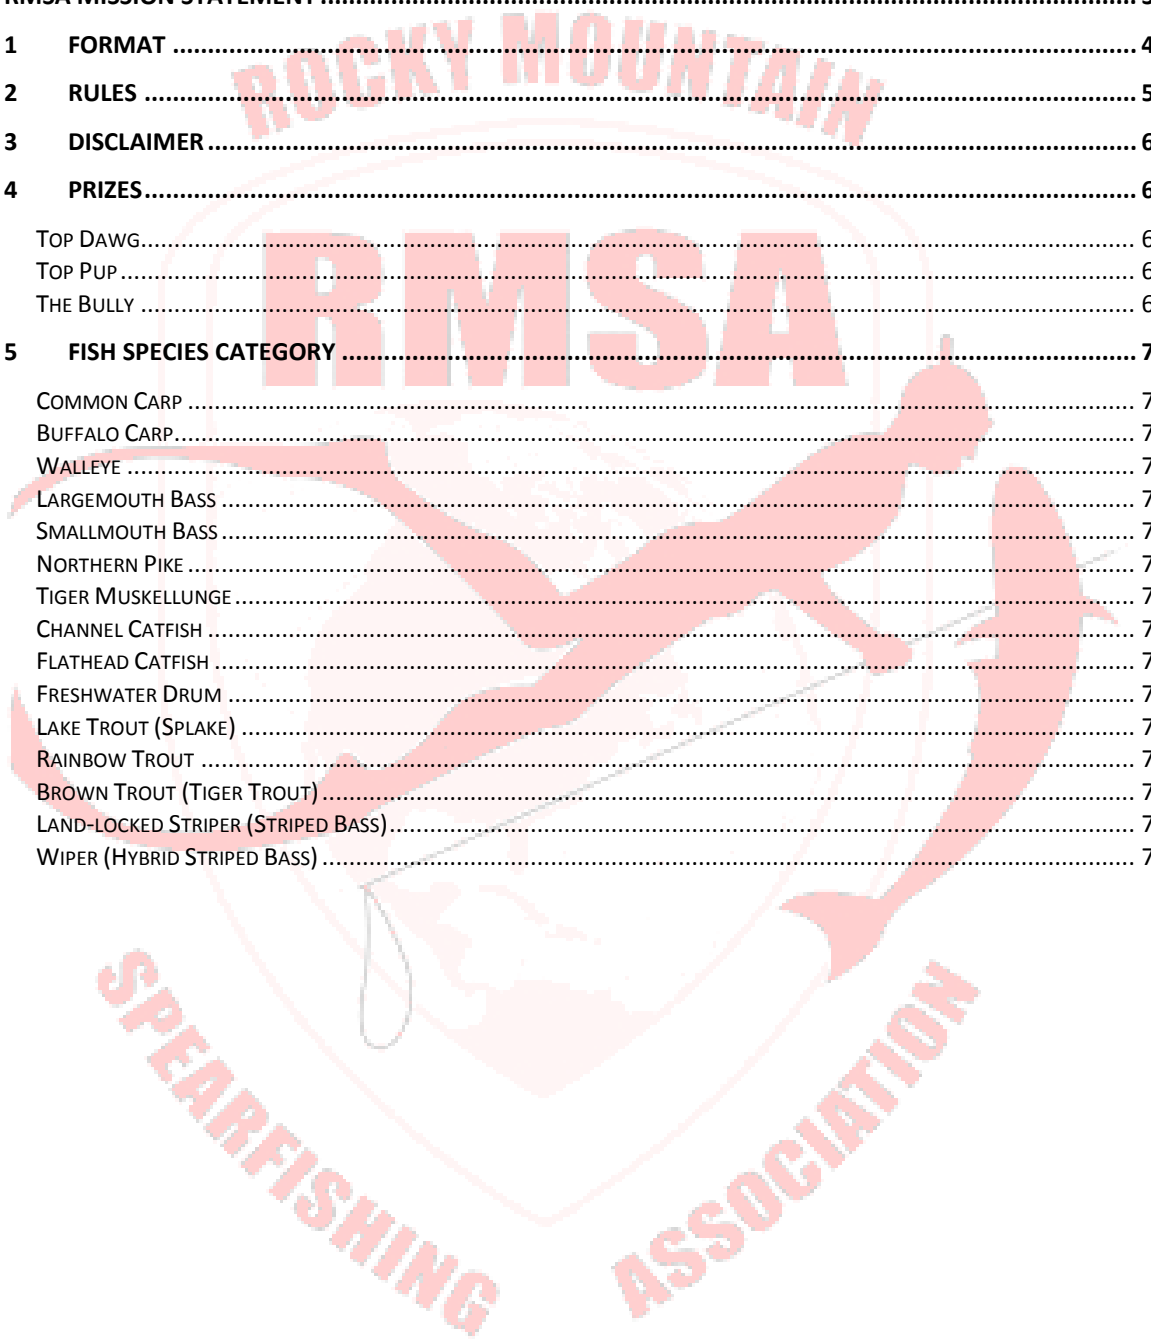 RMSA MISSION STATEMENT ........ 3
1 FORMAT ........ 4
2 RULES ........ 5
3 DISCLAIMER ........ 6
4 PRIZES ........ 6
TOP DAWG ........ 6
TOP PUP ........ 6
THE BULLY ........ 6
5 FISH SPECIES CATEGORY ........ 7
COMMON CARP ........ 7
BUFFALO CARP ........ 7
WALLEYE ........ 7
LARGEMOUTH BASS ........ 7
SMALLMOUTH BASS ........ 7
NORTHERN PIKE ........ 7
TIGER MUSKELLUNGE ........ 7
CHANNEL CATFISH ........ 7
FLATHEAD CATFISH ........ 7
FRESHWATER DRUM ........ 7
LAKE TROUT (SPLAKE) ........ 7
RAINBOW TROUT ........ 7
BROWN TROUT (TIGER TROUT) ........ 7
LAND-LOCKED STRIPER (STRIPED BASS) ........ 7
WIPER (HYBRID STRIPED BASS) ........ 7
ROCKY MOUNTAIN
RMSA
SPEARFISHING
ASSOCIATION